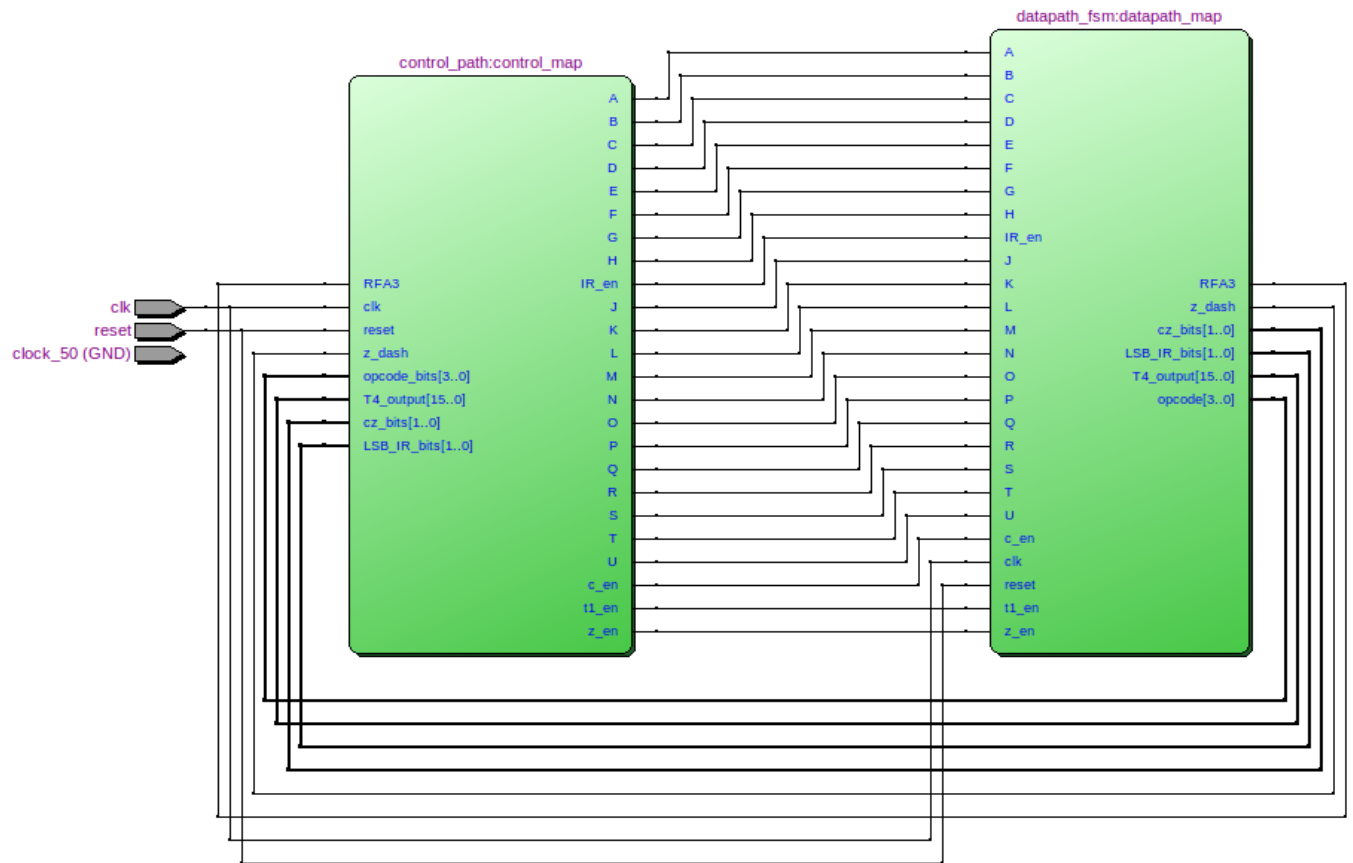 datapath_fsm:datapath_map
control_path:control_map
clk
reset
clock_50 (GND)
RFA3
clk
reset
z_dash
opcode_bits[3..0]
T4_output[15..0]
cz_bits[1..0]
LSB_IR_bits[1..0]
A
B
C
D
E
F
G
H
IR_en
J
K
L
M
N
O
P
Q
R
S
T
U
c_en
t1_en
z_en
A
B
C
D
E
F
G
H
IR_en
J
K
L
M
N
O
P
Q
R
S
T
U
c_en
clk
reset
t1_en
z_en
RFA3
z_dash
cz_bits[1..0]
LSB_IR_bits[1..0]
T4_output[15..0]
opcode[3..0]